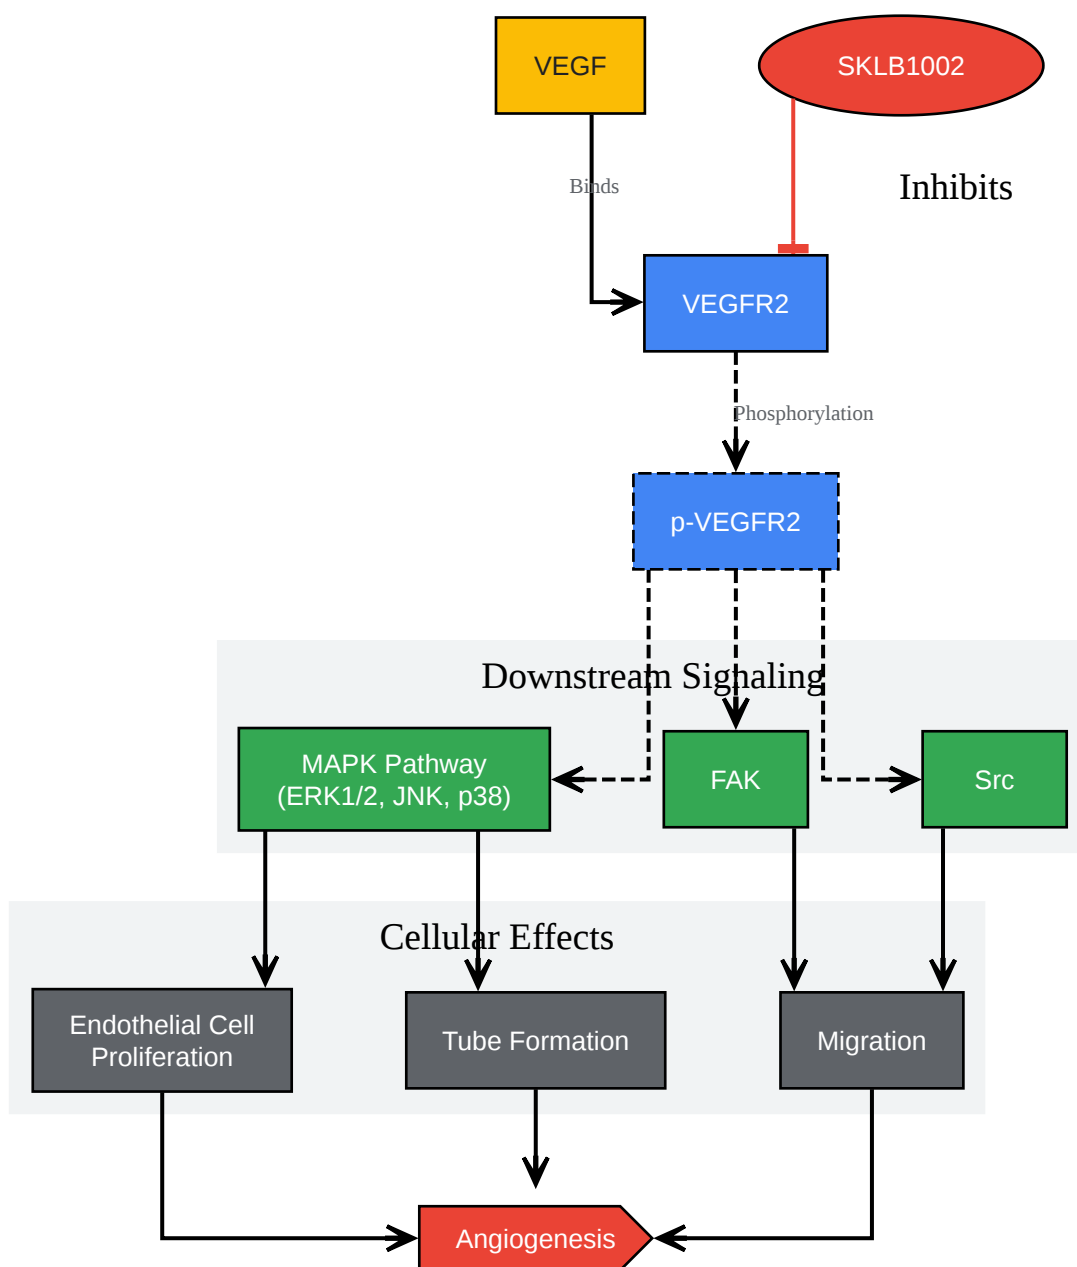 VEGF
SKLB1002
Binds
Inhibits
VEGFR2
Phosphorylation
p-VEGFR2
Downstream Signaling
MAPK Pathway
(ERK1/2, JNK, p38)
FAK
Src
Cellular Effects
Endothelial Cell
Proliferation
Tube Formation
Migration
Angiogenesis